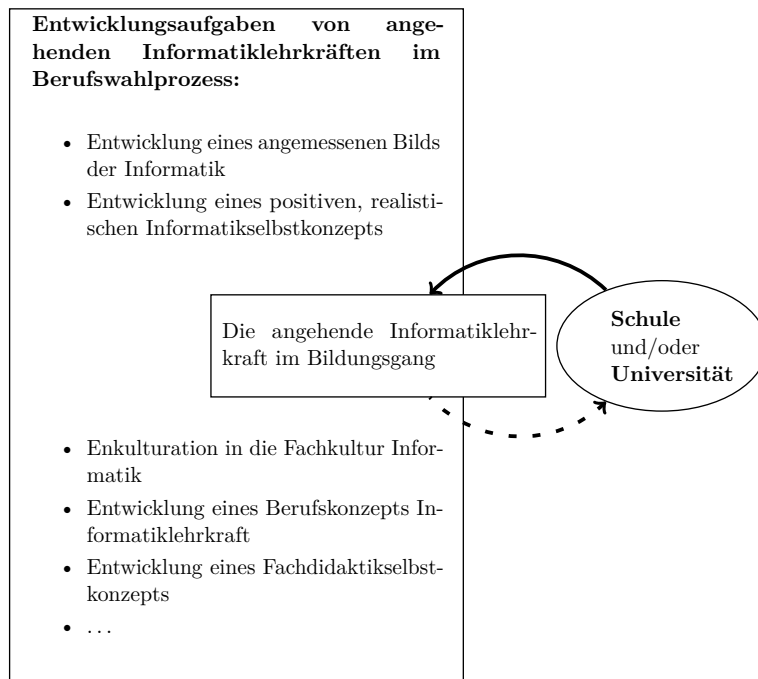 Entwicklungsaufgaben von ange-
henden Informatiklehrkräften im
Berufswahlprozess:
• Entwicklung eines angemessenen Bilds
der Informatik
• Entwicklung eines positiven, realisti-
schen Informatikselbstkonzepts
Die angehende Informatiklehr-
kraft im Bildungsgang
Schule
und/oder
Universität
• Enkulturation in die Fachkultur Infor-
matik
• Entwicklung eines Berufskonzepts In-
formatiklehrkraft
• Entwicklung eines Fachdidaktikselbst-
konzepts
• . . .